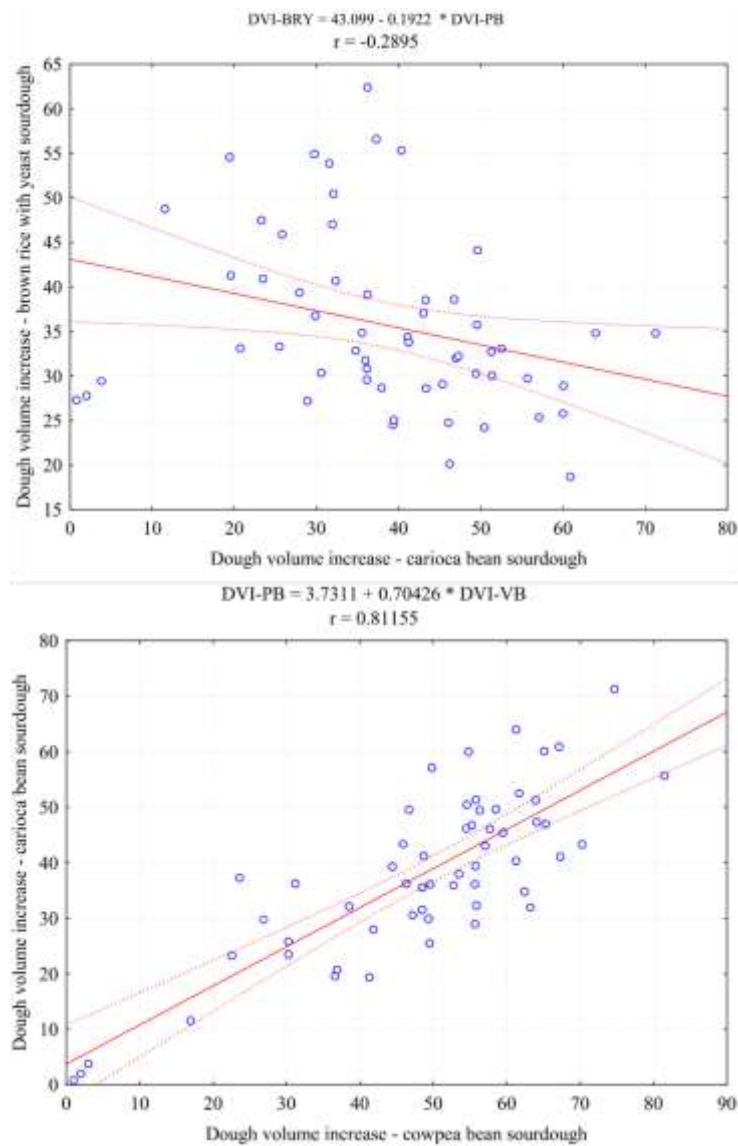 DVI-BRY = 43.099 - 0.1922 * DVI-PB
r = -0.2895
Dough volume increase - brown rice with yeast sourdough
65
60
55
50
45
40
35
30
25
20
15
0 10 20 30 40 50 60 70 80
Dough volume increase - carioca bean sourdough
DVI-PB = 3.7311 + 0.70426 * DVI-VB
r = 0.81155
Dough volume increase - carioca bean sourdough
80
70
60
50
40
30
20
10
0
0 10 20 30 40 50 60 70 80 90
Dough volume increase - cowpea bean sourdough